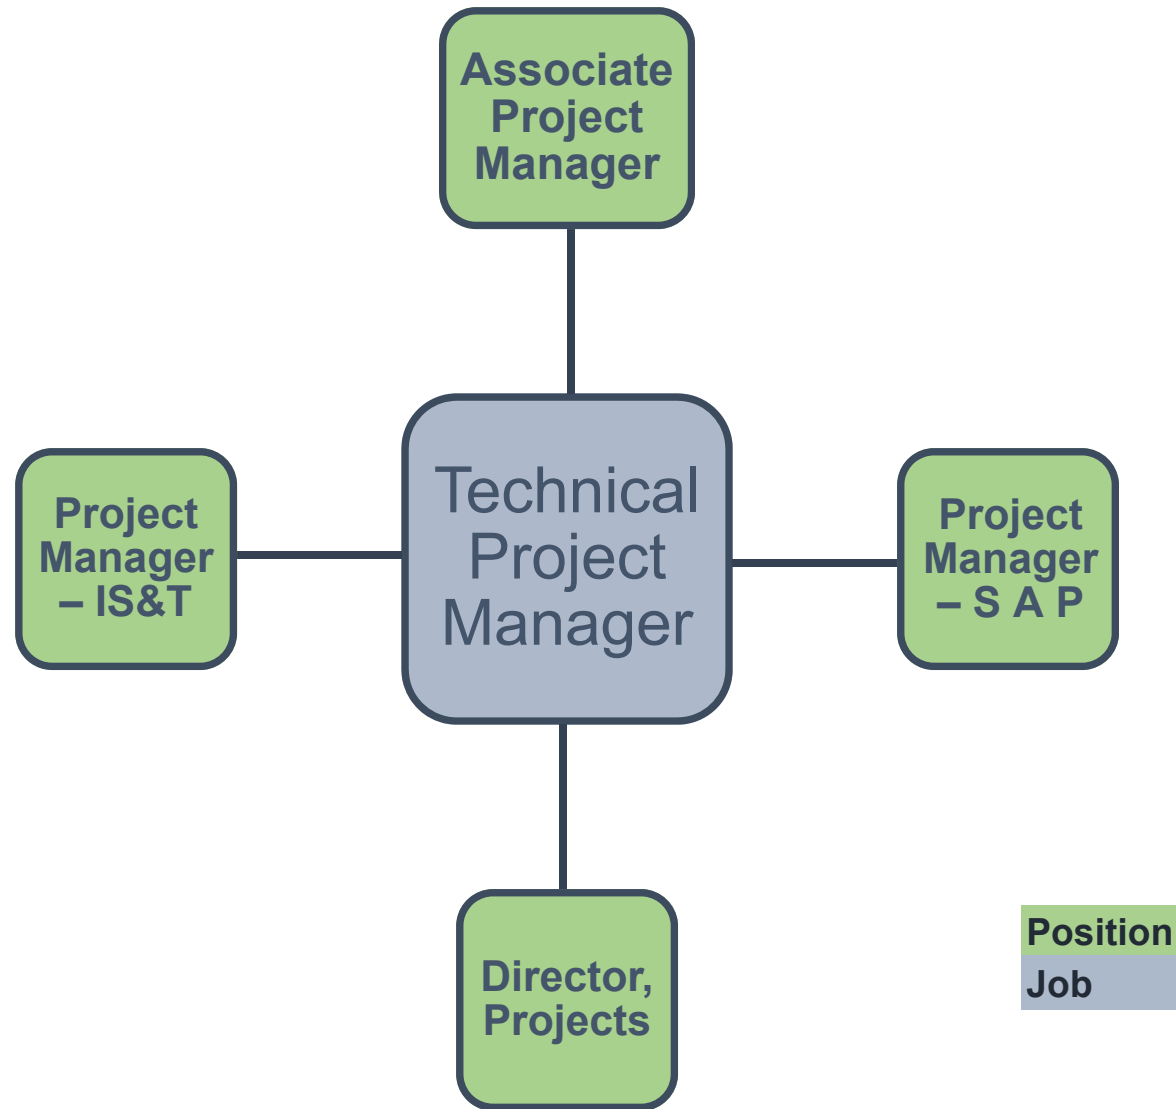 Associate
Project
Manager
Project
Manager
– IS&T
Technical
Project
Manager
Project
Manager
– S A P
Director,
Projects
Position
Job